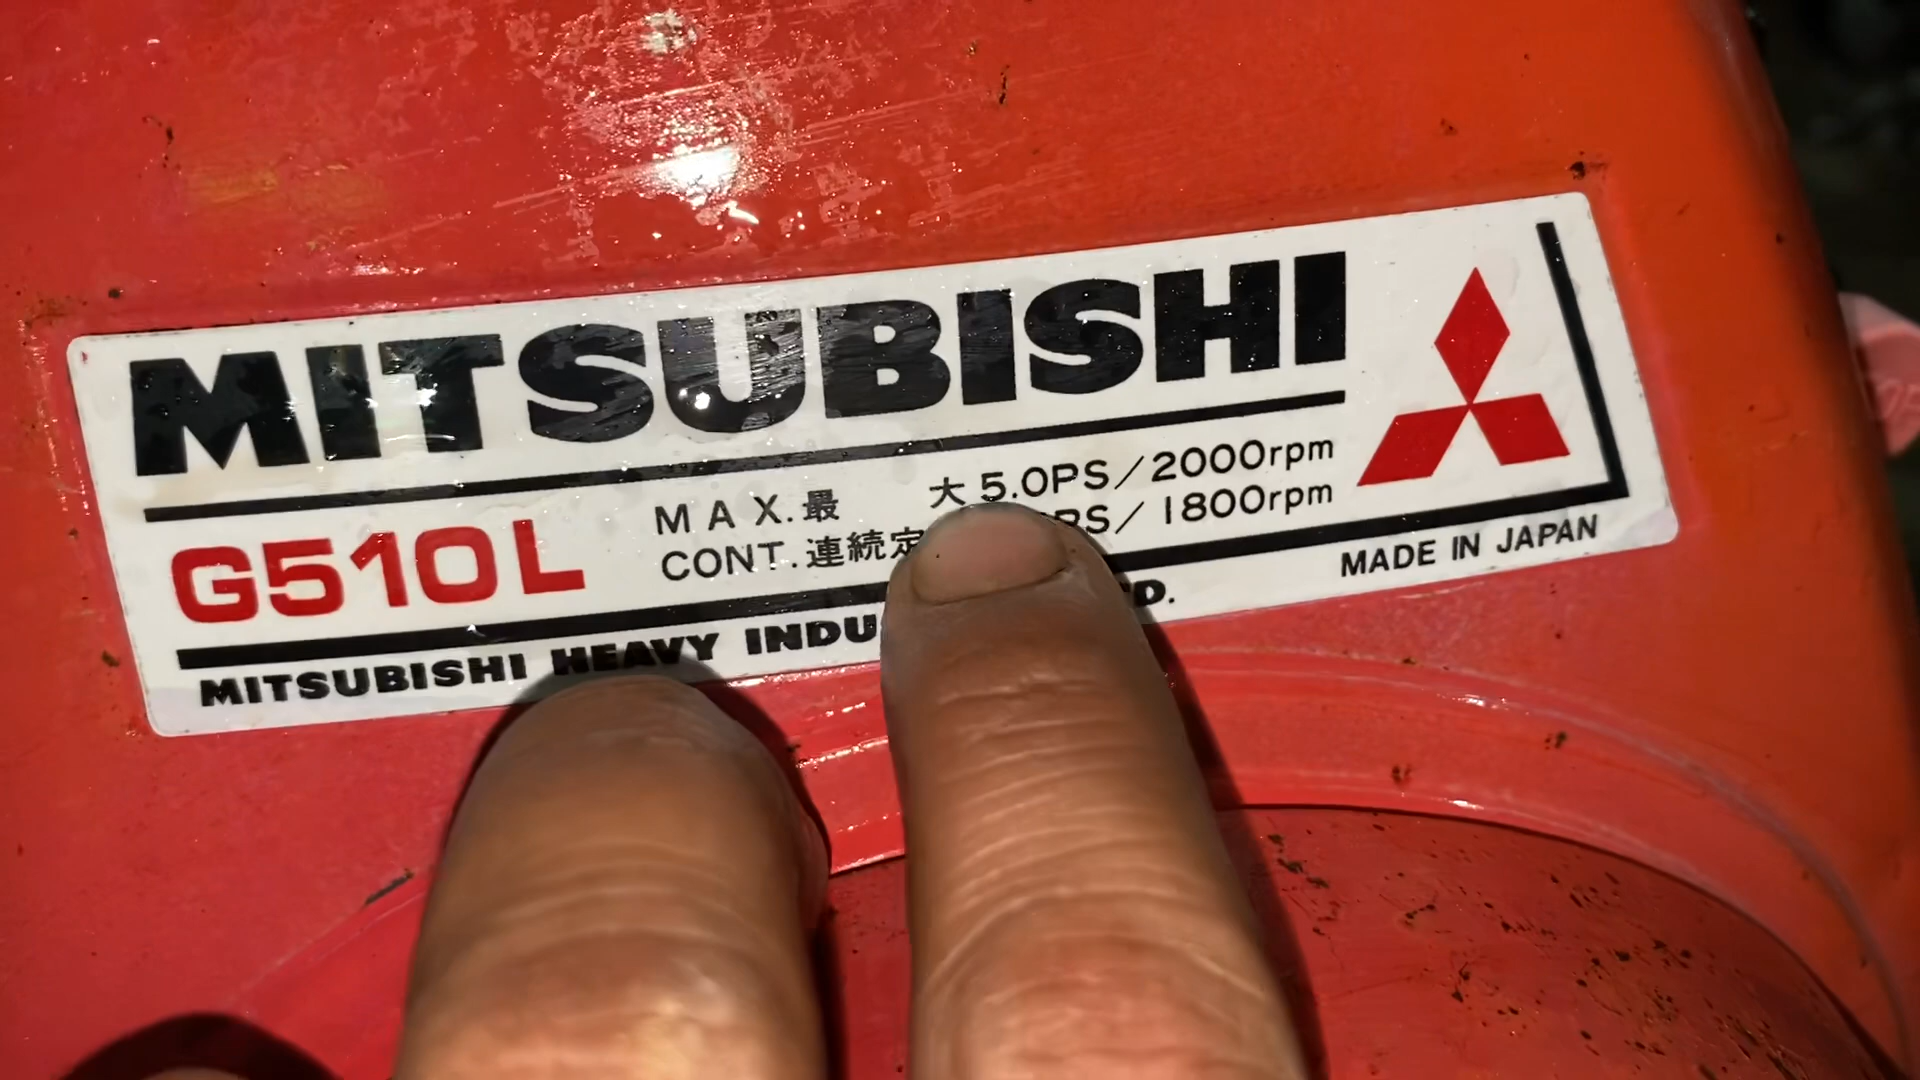 MITSUBISHI
G510L
MAX.最 大 5.0PS/2000rpm
CONT.連続定 PS/1800rpm
MITSUBISHI HEAVY
MADE IN JAPAN